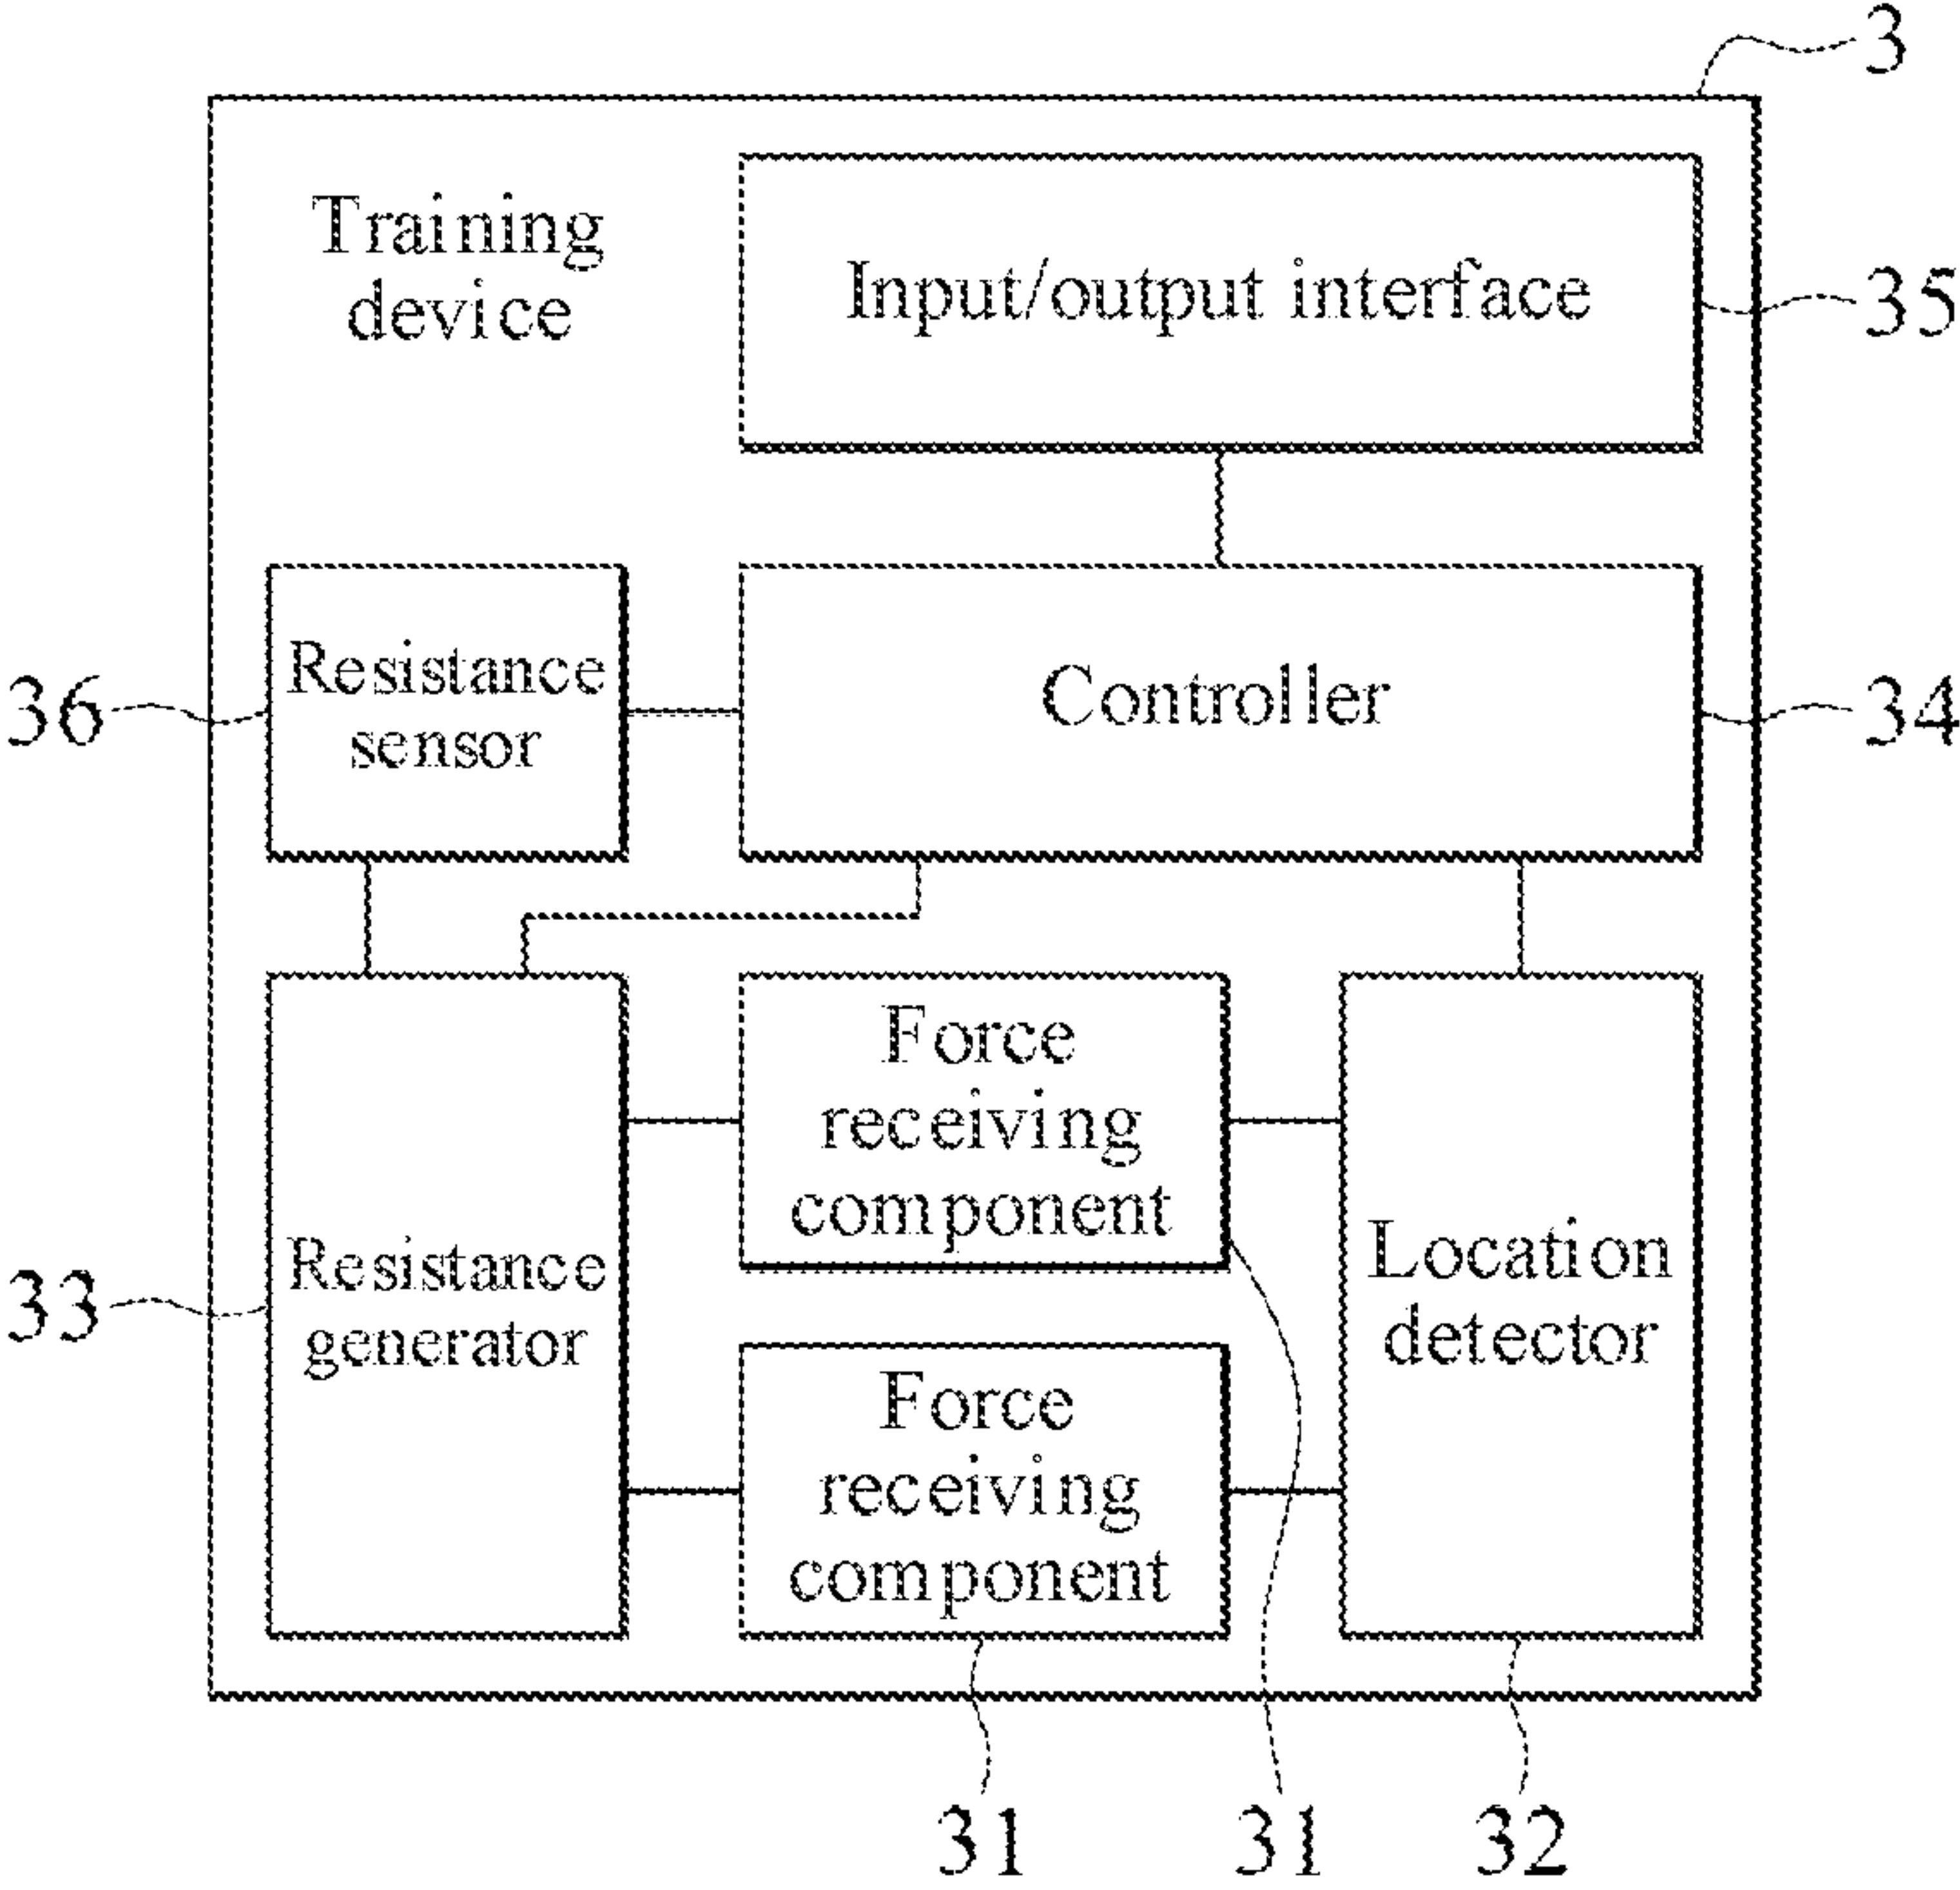 3
Training
device
Input/output interface
35
Resistance
sensor
36
Controller
34
Force
receiving
component
Resistance
generator
33
Location
detector
Force
receiving
component
31
31
32